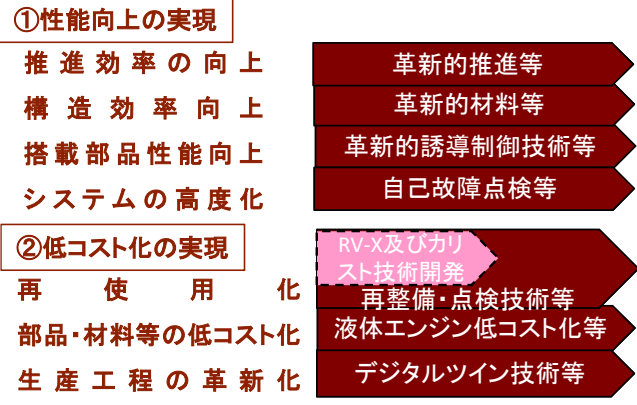 ①性能向上の実現
推進効率の向上
革新的推進等
構造効率向上
革新的材料等
搭載部品性能向上
革新的誘導制御技術等
システムの高度化
自己故障点検等
②低コスト化の実現
RV-X及びカリ
スト技術開発
再使用化
再整備・点検技術等
部品・材料等の低コスト化
液体エンジン低コスト化等
生産工程の革新化
デジタルツイン技術等